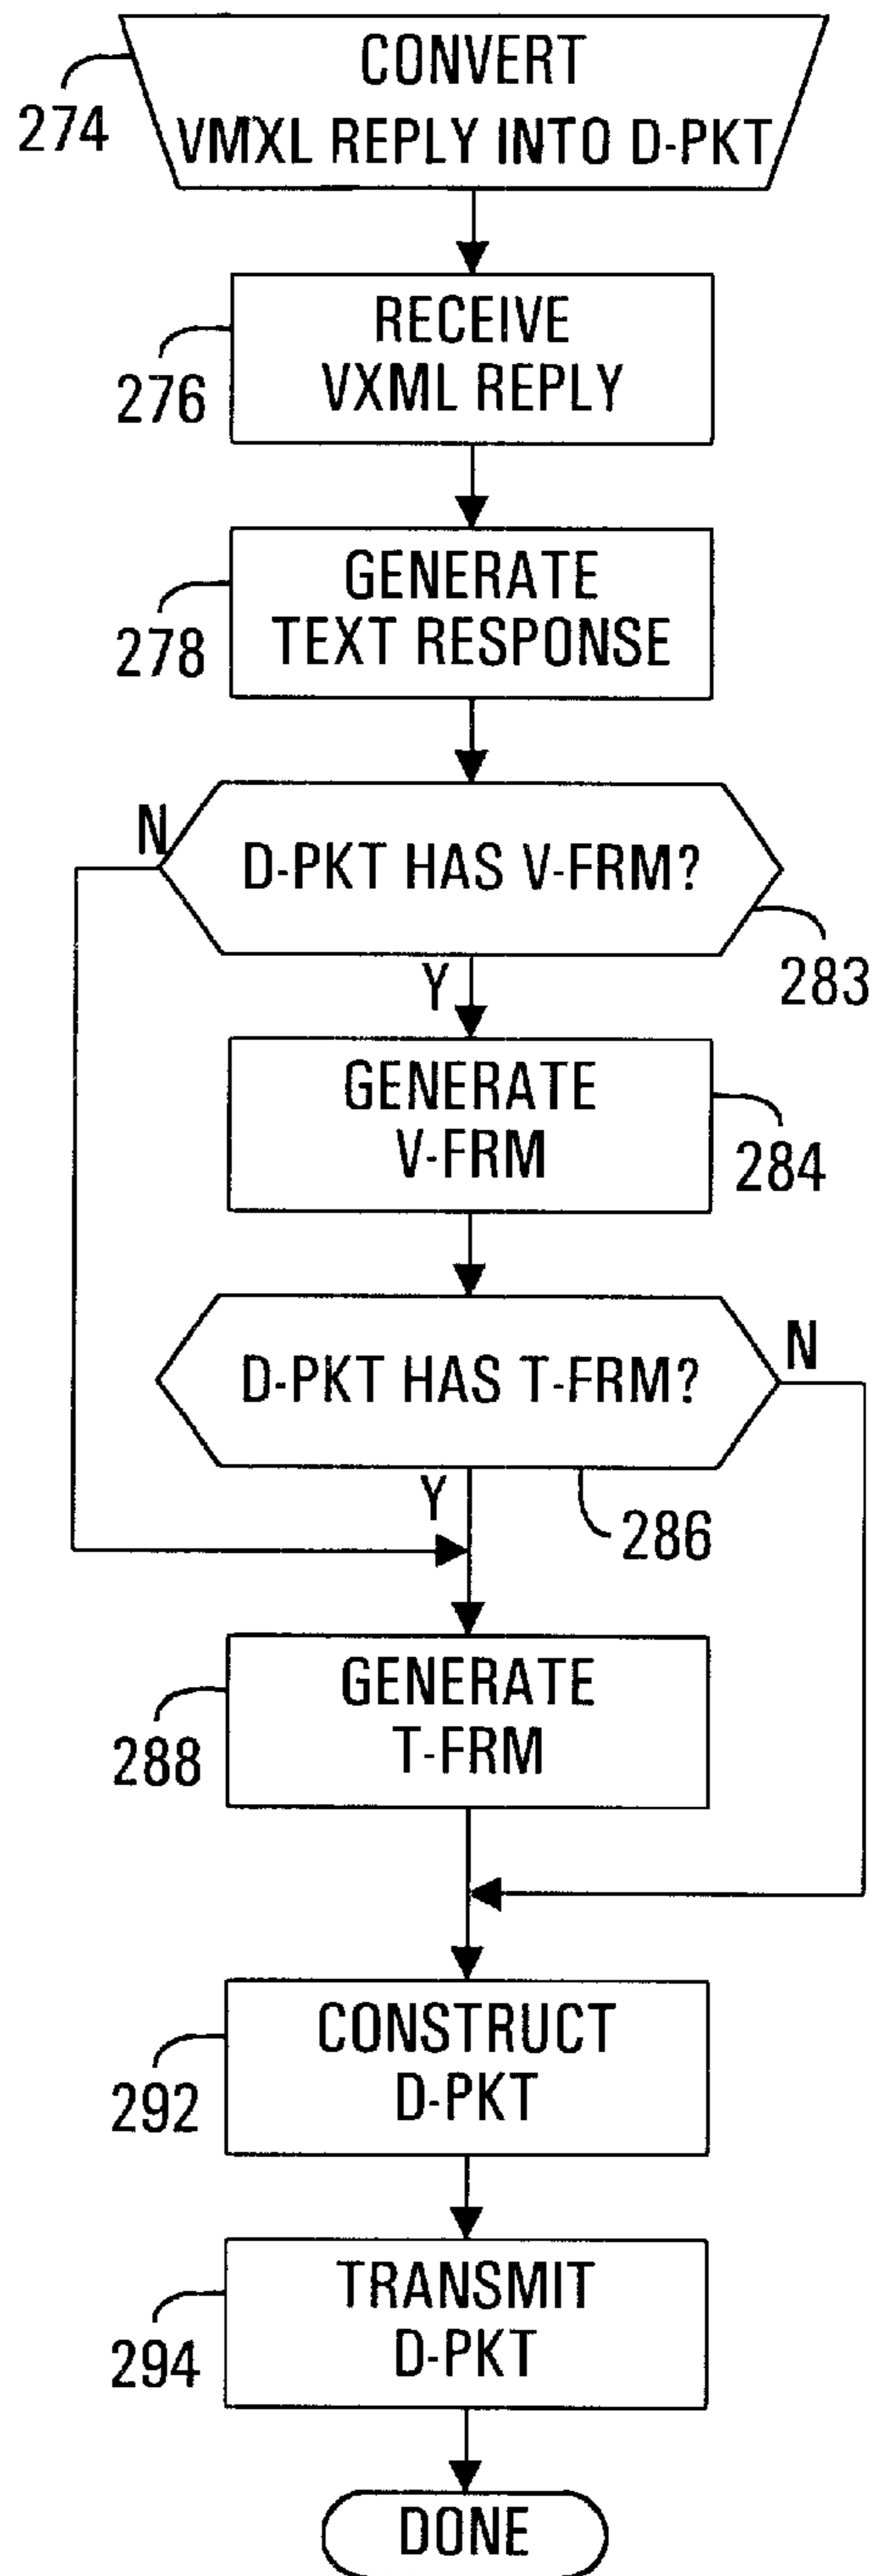 CONVERT
VMXL REPLY INTO D-PKT
274
RECEIVE
VXML REPLY
276
GENERATE
TEXT RESPONSE
278
N
D-PKT HAS V-FRM?
283
Y
GENERATE
V-FRM
284
D-PKT HAS T-FRM?
N
286
Y
GENERATE
T-FRM
288
CONSTRUCT
D-PKT
292
TRANSMIT
D-PKT
294
DONE